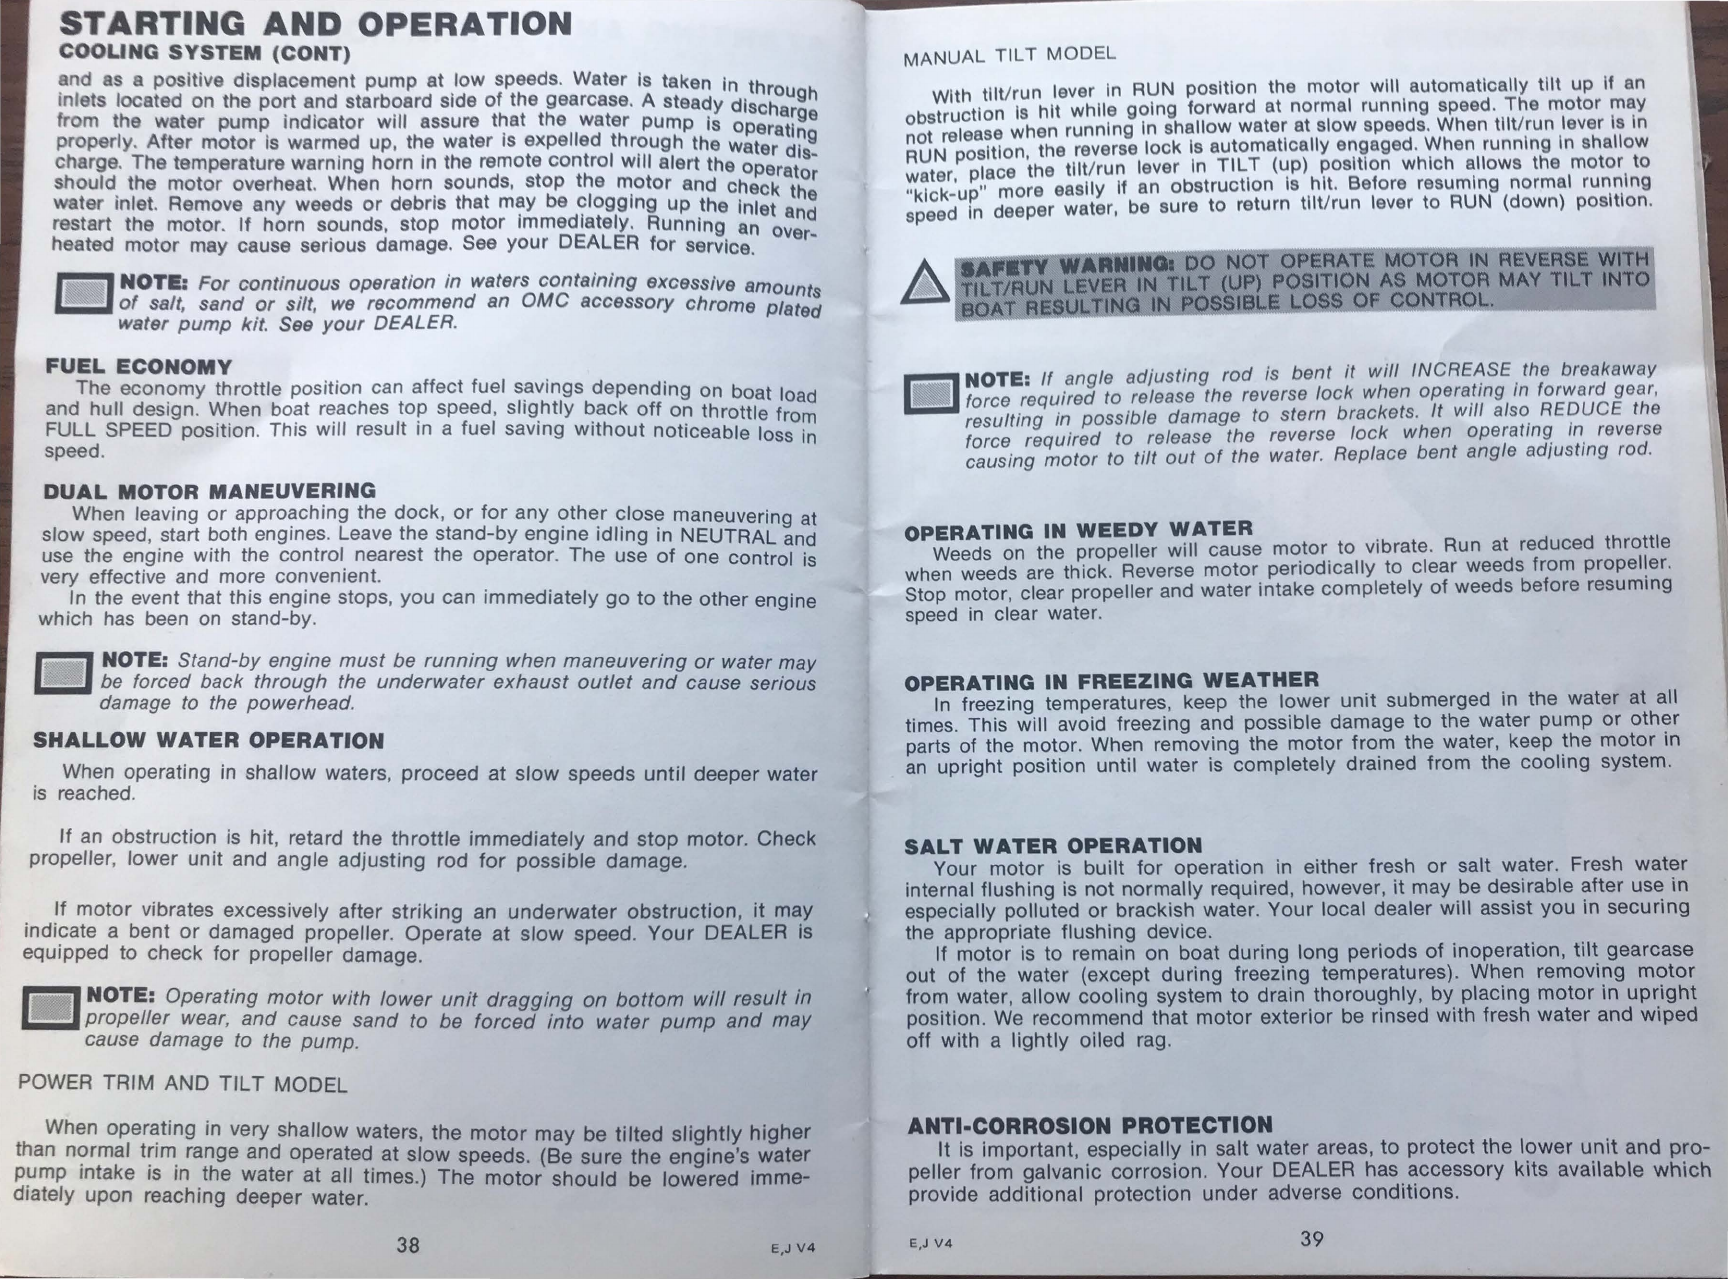 STARTING AND OPERATION
COOLING SYSTEM (CONT)
and as a positive displacement pump at low speeds. Water is taken in through
inlets located on the port and starboard side of the gearcase. A steady discharge
from the water pump indicator will assure that the water pump is operating
properly. After motor is warmed up, the water is expelled through the water dis-
charge. The temperature warning horn in the remote control will alert the operator
should the motor overheat. When horn sounds, stop the motor and check the
water inlet. Remove any weeds or debris that may be clogging up the inlet and
restart the motor. If horn sounds, stop motor immediately. Running an over-
heated motor may cause serious damage. See your DEALER for service.
NOTE: For continuous operation in waters containing excessive amounts
of salt, sand or silt, we recommend an OMC accessory chrome plated
water pump kit. See your DEALER.
FUEL ECONOMY
The economy throttle position can affect fuel savings depending on boat load
and hull design. When boat reaches top speed, slightly back off on throttle from
FULL SPEED position. This will result in a fuel saving without noticeable loss in
speed.
DUAL MOTOR MANEUVERING
When leaving or approaching the dock, or for any other close maneuvering at
slow speed, start both engines. Leave the stand-by engine idling in NEUTRAL and
use the engine with the control nearest the operator. The use of one control is
very effective and more convenient.
In the event that this engine stops, you can immediately go to the other engine
which has been on stand-by.
NOTE: Stand-by engine must be running when maneuvering or water may
be forced back through the underwater exhaust outlet and cause serious
damage to the powerhead.
SHALLOW WATER OPERATION
When operating in shallow waters, proceed at slow speeds until deeper water
is reached.
If an obstruction is hit, retard the throttle immediately and stop motor. Check
propeller, lower unit and angle adjusting rod for possible damage.
If motor vibrates excessively after striking an underwater obstruction, it may
indicate a bent or damaged propeller. Operate at slow speed. Your DEALER is
equipped to check for propeller damage.
NOTE: Operating motor with lower unit dragging on bottom will result in
propeller wear, and cause sand to be forced into water pump and may
cause damage to the pump.
POWER TRIM AND TILT MODEL
When operating in very shallow waters, the motor may be tilted slightly higher
than normal trim range and operated at slow speeds. (Be sure the engine's water
pump intake is in the water at all times.) The motor should be lowered imme-
diately upon reaching deeper water.
38
E,J V4
MANUAL TILT MODEL
With tilt/run lever in RUN position the motor will automatically tilt up if an
obstruction is hit while going forward at normal running speed. The motor may
not release when running in shallow water at slow speeds. When tilt/run lever is in
RUN position, the reverse lock is automatically engaged. When running in shallow
water, place the tilt/run lever in TILT (up) position which allows the motor to
"kick-up" more easily if an obstruction is hit. Before resuming normal running
speed in deeper water, be sure to return tilt/run lever to RUN (down) position.
SAFETY WARNING: DO NOT OPERATE MOTOR IN REVERSE WITH
TILT/RUN LEVER IN TILT (UP) POSITION AS MOTOR MAY TILT INTO
BOAT RESULTING IN POSSIBLE LOSS OF CONTROL.
NOTE: If angle adjusting rod is bent it will INCREASE the breakaway
force required to release the reverse lock when operating in forward gear,
resulting in possible damage to stern brackets. It will also REDUCE the
force required to release the reverse lock when operating in reverse
causing motor to tilt out of the water. Replace bent angle adjusting rod.
OPERATING IN WEEDY WATER
Weeds on the propeller will cause motor to vibrate. Run at reduced throttle
when weeds are thick. Reverse motor periodically to clear weeds from propeller.
Stop motor, clear propeller and water intake completely of weeds before resuming
speed in clear water.
OPERATING IN FREEZING WEATHER
In freezing temperatures, keep the lower unit submerged in the water at all
times. This will avoid freezing and possible damage to the water pump or other
parts of the motor. When removing the motor from the water, keep the motor in
an upright position until water is completely drained from the cooling system.
SALT WATER OPERATION
Your motor is built for operation in either fresh or salt water. Fresh water
internal flushing is not normally required, however, it may be desirable after use in
especially polluted or brackish water. Your local dealer will assist you in securing
the appropriate flushing device.
If motor is to remain on boat during long periods of inoperation, tilt gearcase
out of the water (except during freezing temperatures). When removing motor
from water, allow cooling system to drain thoroughly, by placing motor in upright
position. We recommend that motor exterior be rinsed with fresh water and wiped
off with a lightly oiled rag.
ANTI-CORROSION PROTECTION
It is important, especially in salt water areas, to protect the lower unit and pro-
peller from galvanic corrosion. Your DEALER has accessory kits available which
provide additional protection under adverse conditions.
E,J V4
39